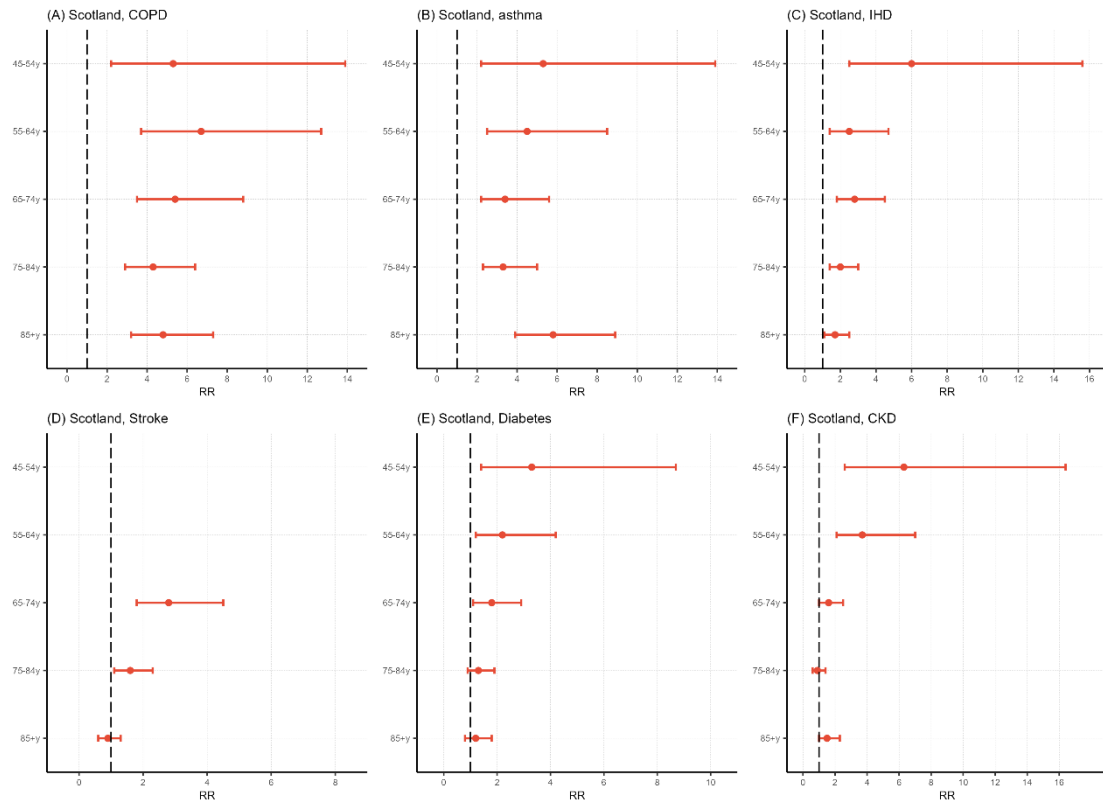 (A) Scotland, COPD
45-54y
55-64y
65-74y
75-84y
85+y
0 2 4 6 8 10 12 14
RR
(B) Scotland, asthma
45-54y
55-64y
65-74y
75-84y
85+y
0 2 4 6 8 10 12 14
RR
(C) Scotland, IHD
45-54y
55-64y
65-74y
75-84y
85+y
0 2 4 6 8 10 12 14 16
RR
(D) Scotland, Stroke
45-54y
55-64y
65-74y
75-84y
85+y
0 2 4 6 8
RR
(E) Scotland, Diabetes
45-54y
55-64y
65-74y
75-84y
85+y
0 2 4 6 8 10
RR
(F) Scotland, CKD
45-54y
55-64y
65-74y
75-84y
85+y
0 2 4 6 8 10 12 14 16
RR